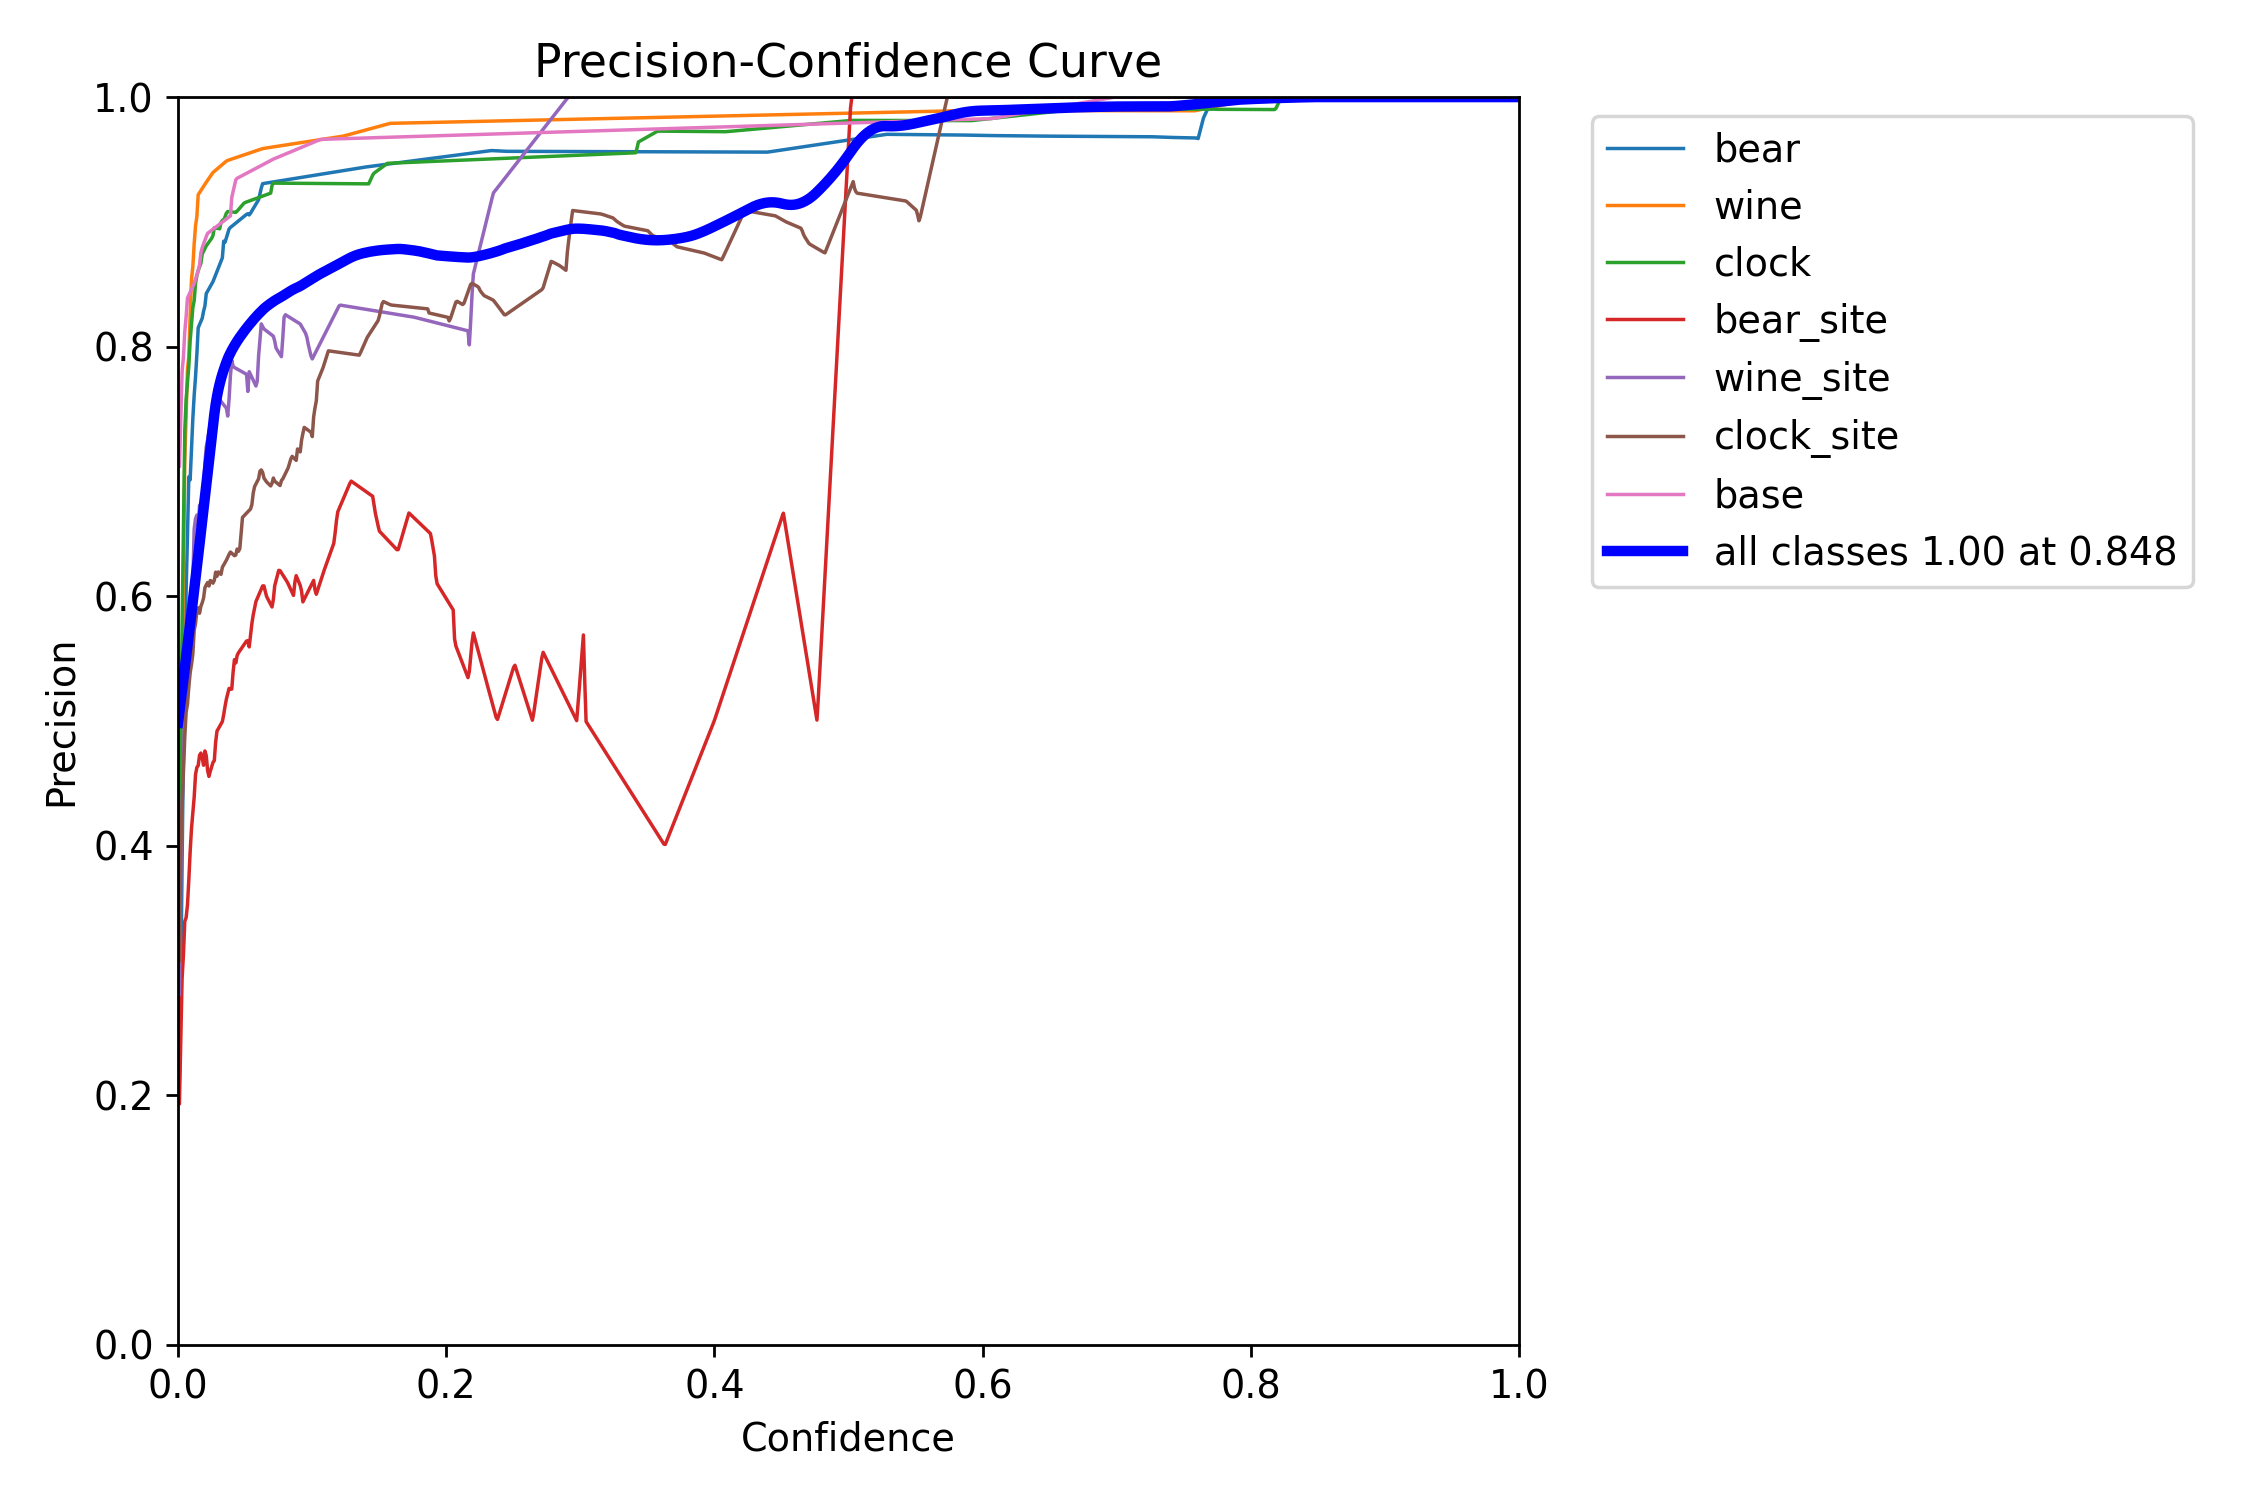 Precision-Confidence Curve
1.0
0.8
0.6
0.4
0.2
0.0
Precision
0.0 0.2 0.4 0.6 0.8 1.0
Confidence
bear
wine
clock
bear_site
wine_site
clock_site
base
all classes 1.00 at 0.848